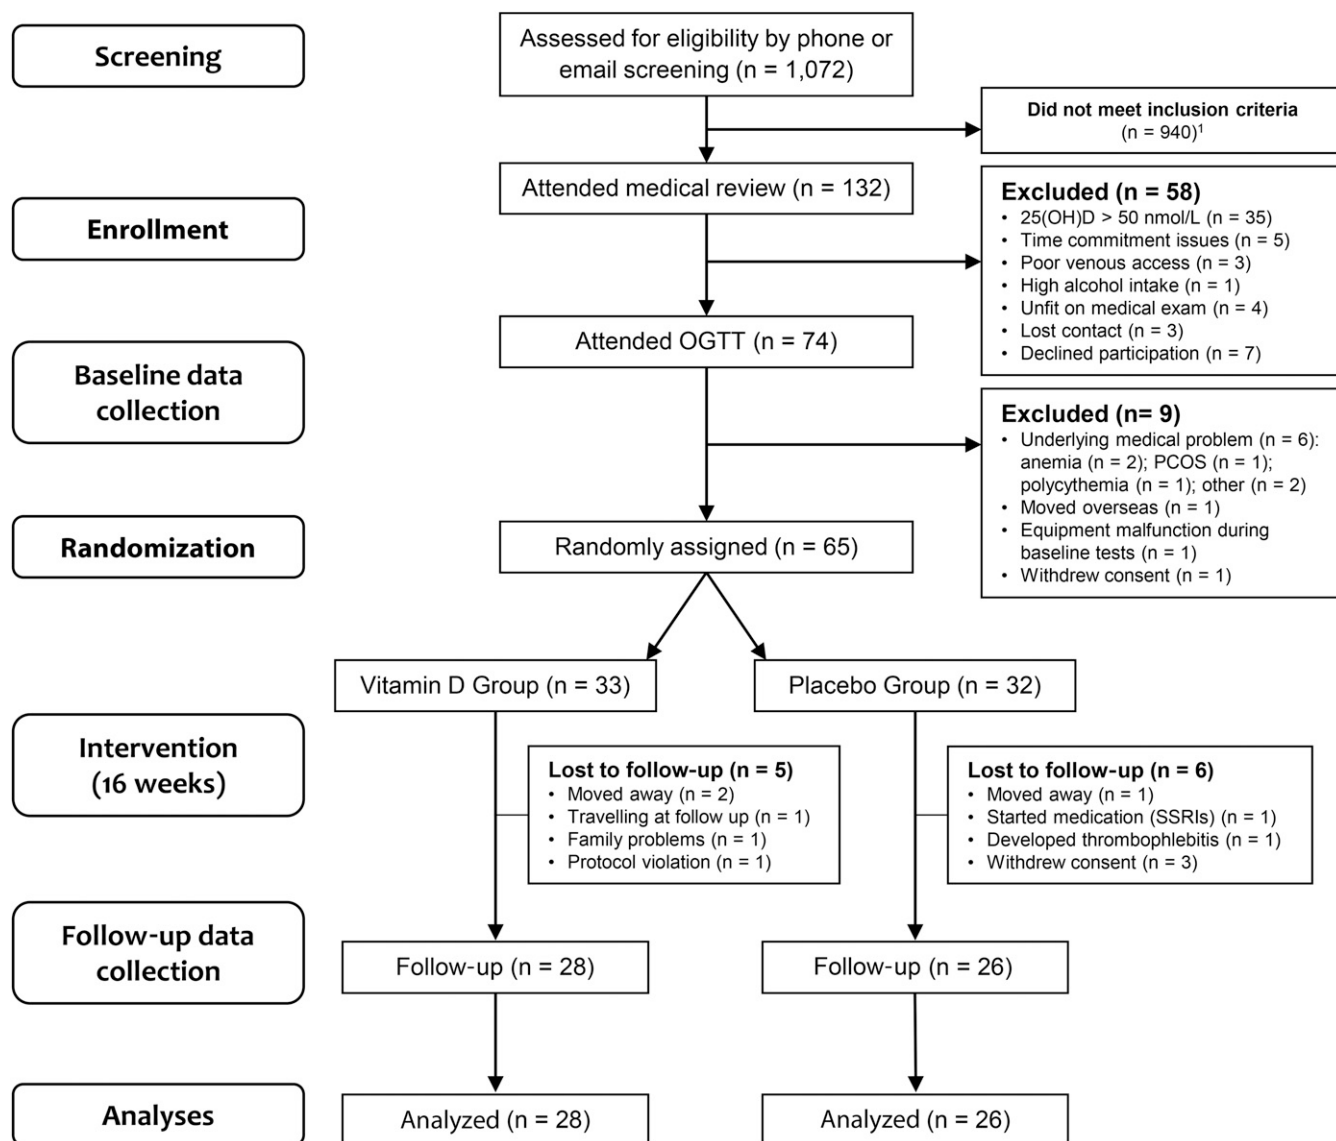 Screening
Assessed for eligibility by phone or
email screening (n = 1,072)
Did not meet inclusion criteria
(n = 940)¹
Attended medical review (n = 132)
Enrollment
Excluded (n = 58)
• 25(OH)D > 50 nmol/L (n = 35)
• Time commitment issues (n = 5)
• Poor venous access (n = 3)
• High alcohol intake (n = 1)
• Unfit on medical exam (n = 4)
• Lost contact (n = 3)
• Declined participation (n = 7)
Attended OGTT (n = 74)
Baseline data
collection
Excluded (n= 9)
• Underlying medical problem (n = 6):
anemia (n = 2); PCOS (n = 1);
polycythemia (n = 1); other (n = 2)
• Moved overseas (n = 1)
• Equipment malfunction during
baseline tests (n = 1)
• Withdrew consent (n = 1)
Randomization
Randomly assigned (n = 65)
Vitamin D Group (n = 33)
Placebo Group (n = 32)
Intervention
(16 weeks)
Lost to follow-up (n = 5)
• Moved away (n = 2)
• Travelling at follow up (n = 1)
• Family problems (n = 1)
• Protocol violation (n = 1)
Lost to follow-up (n = 6)
• Moved away (n = 1)
• Started medication (SSRIs) (n = 1)
• Developed thrombophlebitis (n = 1)
• Withdrew consent (n = 3)
Follow-up data
collection
Follow-up (n = 28)
Follow-up (n = 26)
Analyses
Analyzed (n = 28)
Analyzed (n = 26)